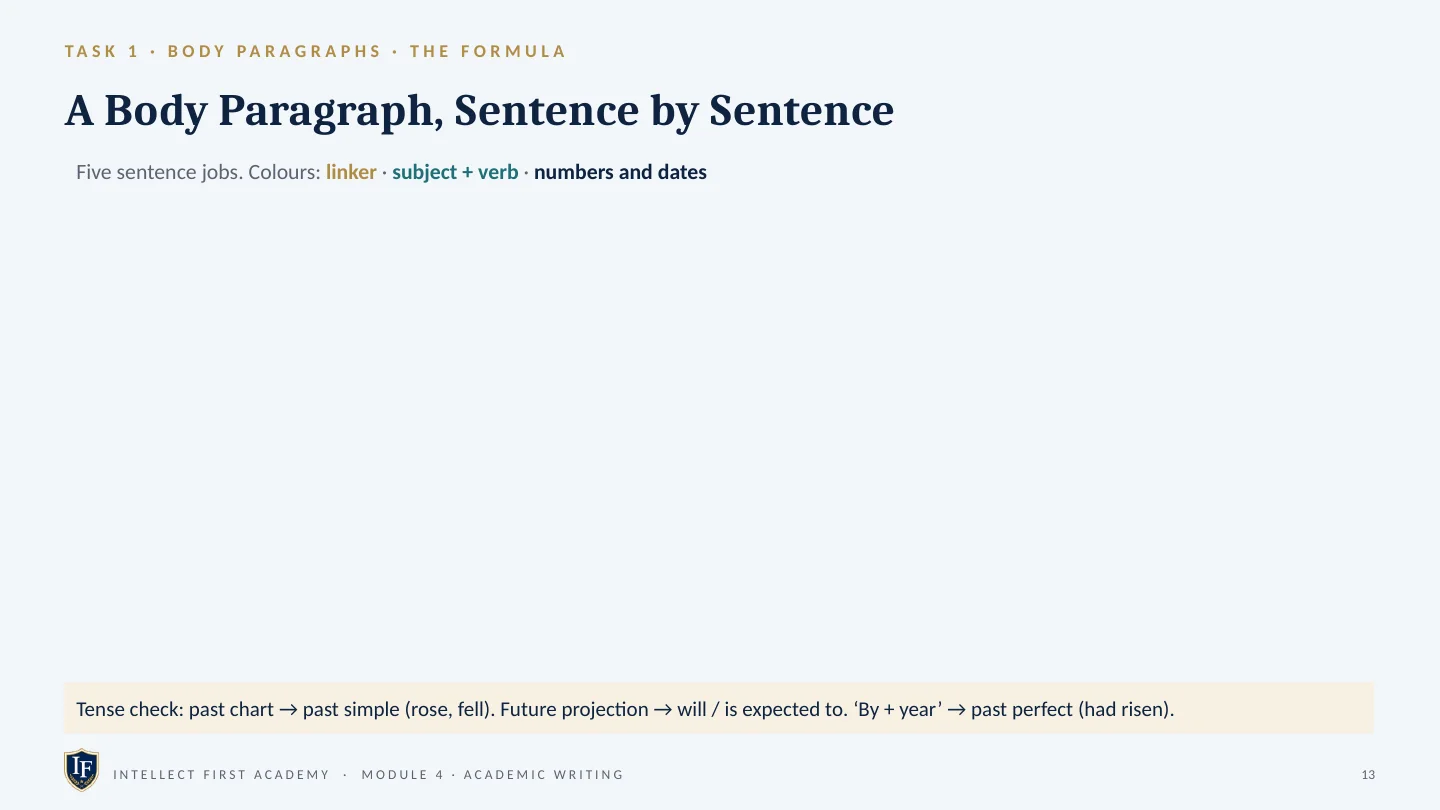 TASK 1 · BODY PARAGRAPHS · THE FORMULA
A Body Paragraph, Sentence by Sentence
Five sentence jobs. Colours: linker · subject + verb · numbers and dates
Tense check: past chart → past simple (rose, fell). Future projection → will / is expected to. ‘By + year’ → past perfect (had risen).
IF
INTELLECT FIRST ACADEMY · MODULE 4 · ACADEMIC WRITING
13